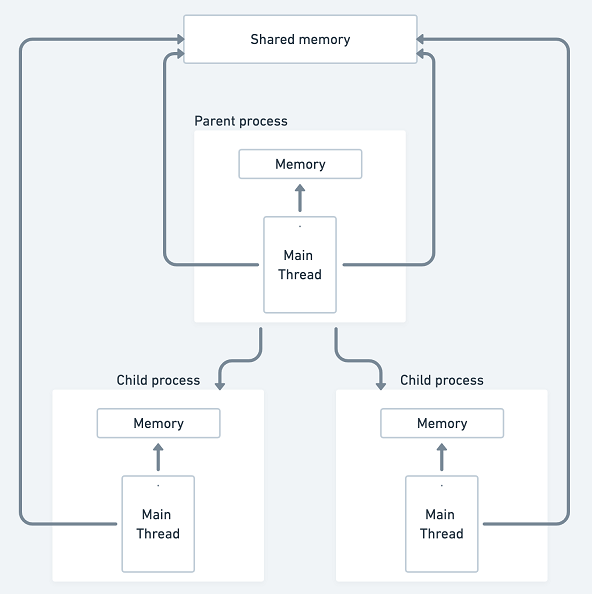 Shared memory
Parent process
Memory
Main
Thread
Child process
Child process
Memory
Memory
Main
Thread
Main
Thread